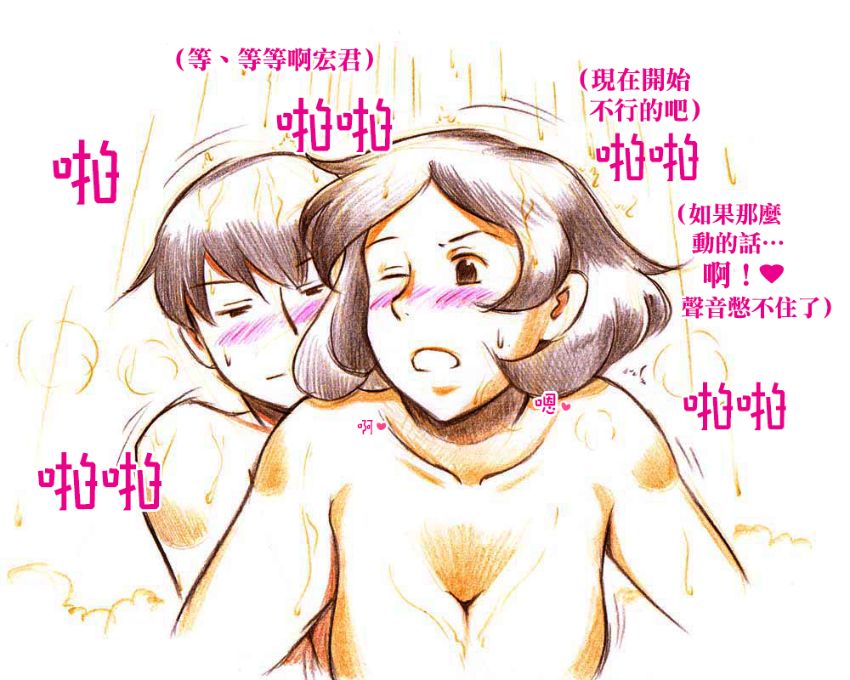 (等、等等啊宏君)
(現在開始
不行的吧)
啪啪
啪啪
啪
(如果那麼
動的話…
啊！♥
聲音憋不住了)
啪啪
嗯♥
啊♥
啪啪